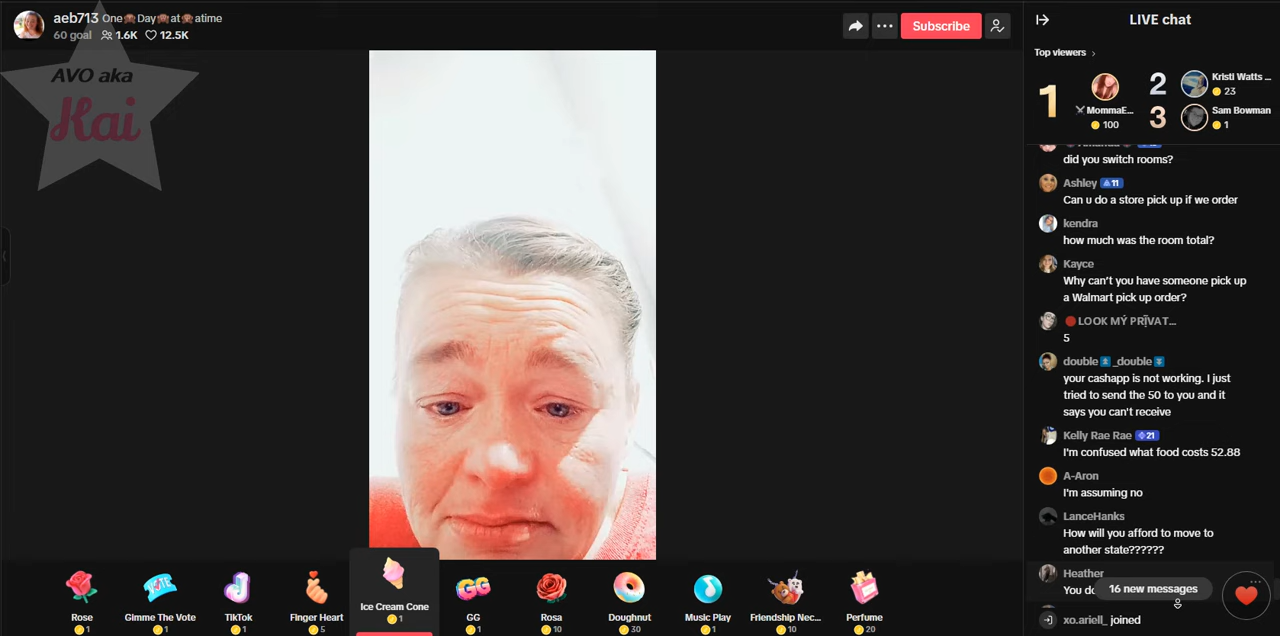 aeb713 One🙈Day🙈at🙈atime
60 goal 1.6K 12.5K
Subscribe
AVO aka
Kai
LIVE chat
Top viewers >
1
MommaE...
100
2
Kristi Watts ...
23
3
Sam Bowman
1
did you switch rooms?
Ashley 11
Can u do a store pick up if we order
kendra
how much was the room total?
Kayce
Why can't you have someone pick up
a Walmart pick up order?
🔴LOOK MÝ PRĪVAT...
5
double⏫_double⏬
your cashapp is not working. I just
tried to send the 50 to you and it
says you can't receive
Kelly Rae Rae 21
I'm confused what food costs 52.88
A-Aron
I'm assuming no
LanceHanks
How will you afford to move to
another state??????
Heather
You
16 new messages
xo.ariell_ joined
Rose
1
Gimme The Vote
1
TikTok
1
Finger Heart
5
Ice Cream Cone
1
GG
1
Rosa
10
Doughnut
30
Music Play
1
Friendship Nec...
10
Perfume
20